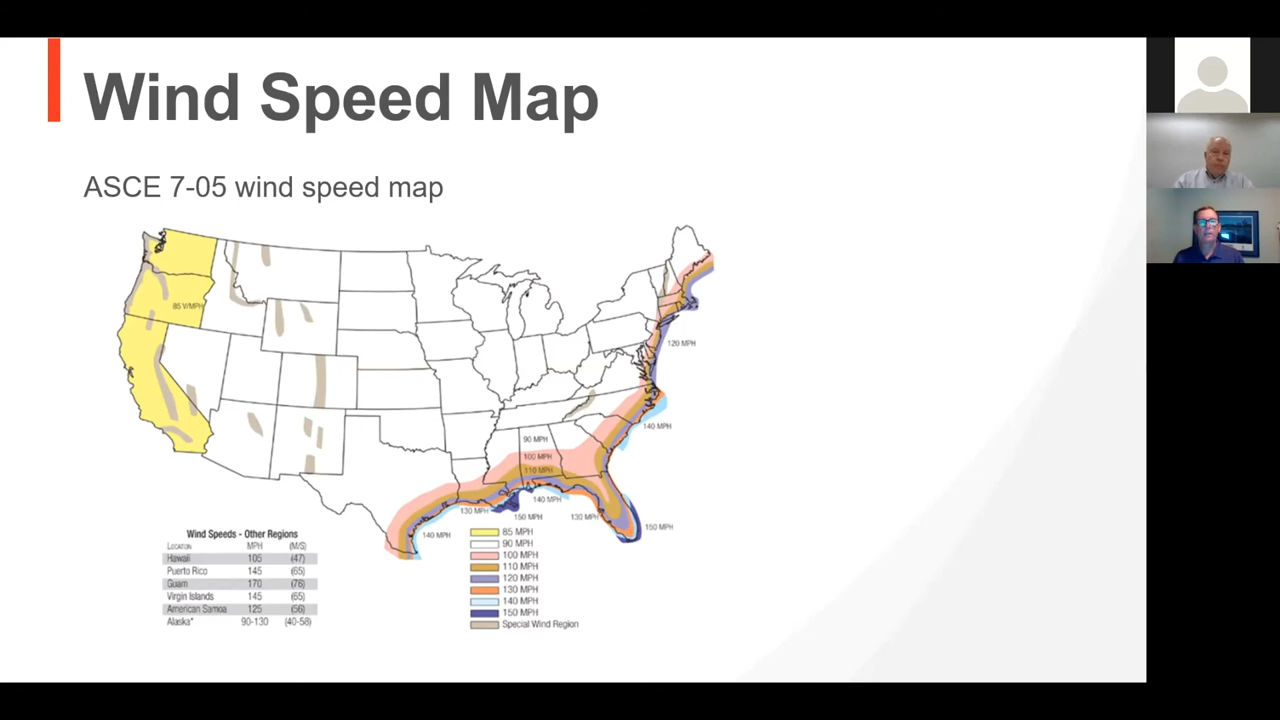 Wind Speed Map
ASCE 7-05 wind speed map
120 MPH
140 MPH
90 MPH
100 MPH
110 MPH
140 MPH
130 MPH
150 MPH
130 MPH
150 MPH
140 MPH
Wind Speeds - Other Regions
Location MPH (M/S)
Hawaii 105 (47)
Puerto Rico 145 (65)
Guam 170 (76)
Virgin Islands 145 (65)
American Samoa 125 (56)
Alaska* 90-130 (40-58)
85 MPH
90 MPH
100 MPH
110 MPH
120 MPH
130 MPH
140 MPH
150 MPH
Special Wind Region